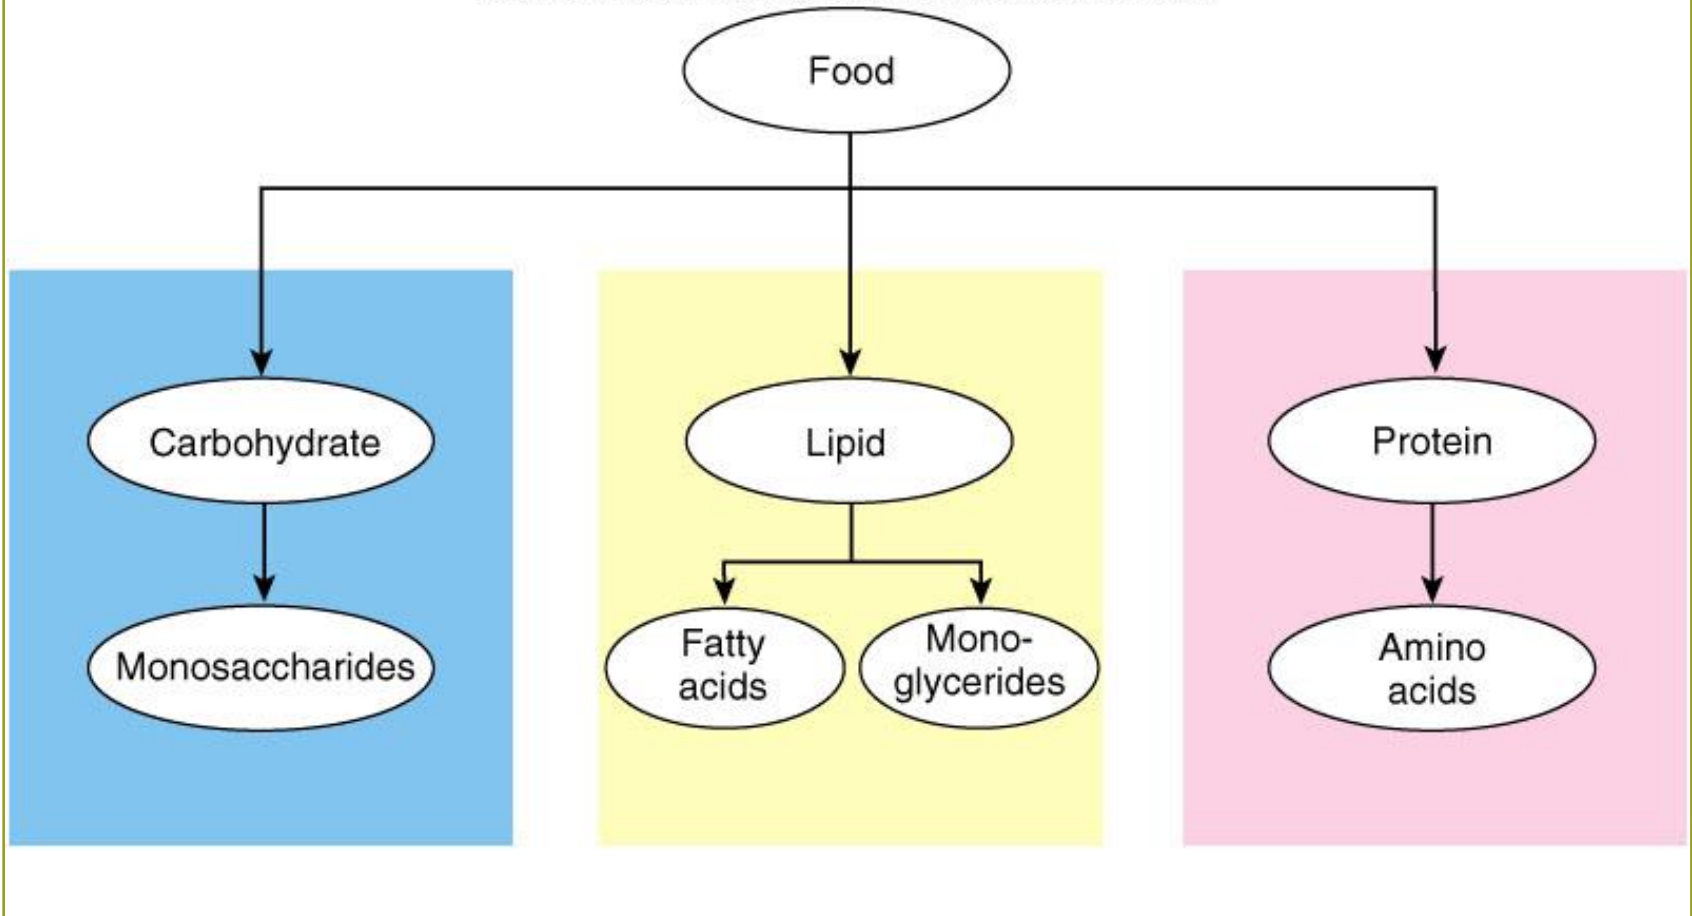 Food
Carbohydrate
Lipid
Protein
Monosaccharides
Fatty
acids
Mono-
glycerides
Amino
acids